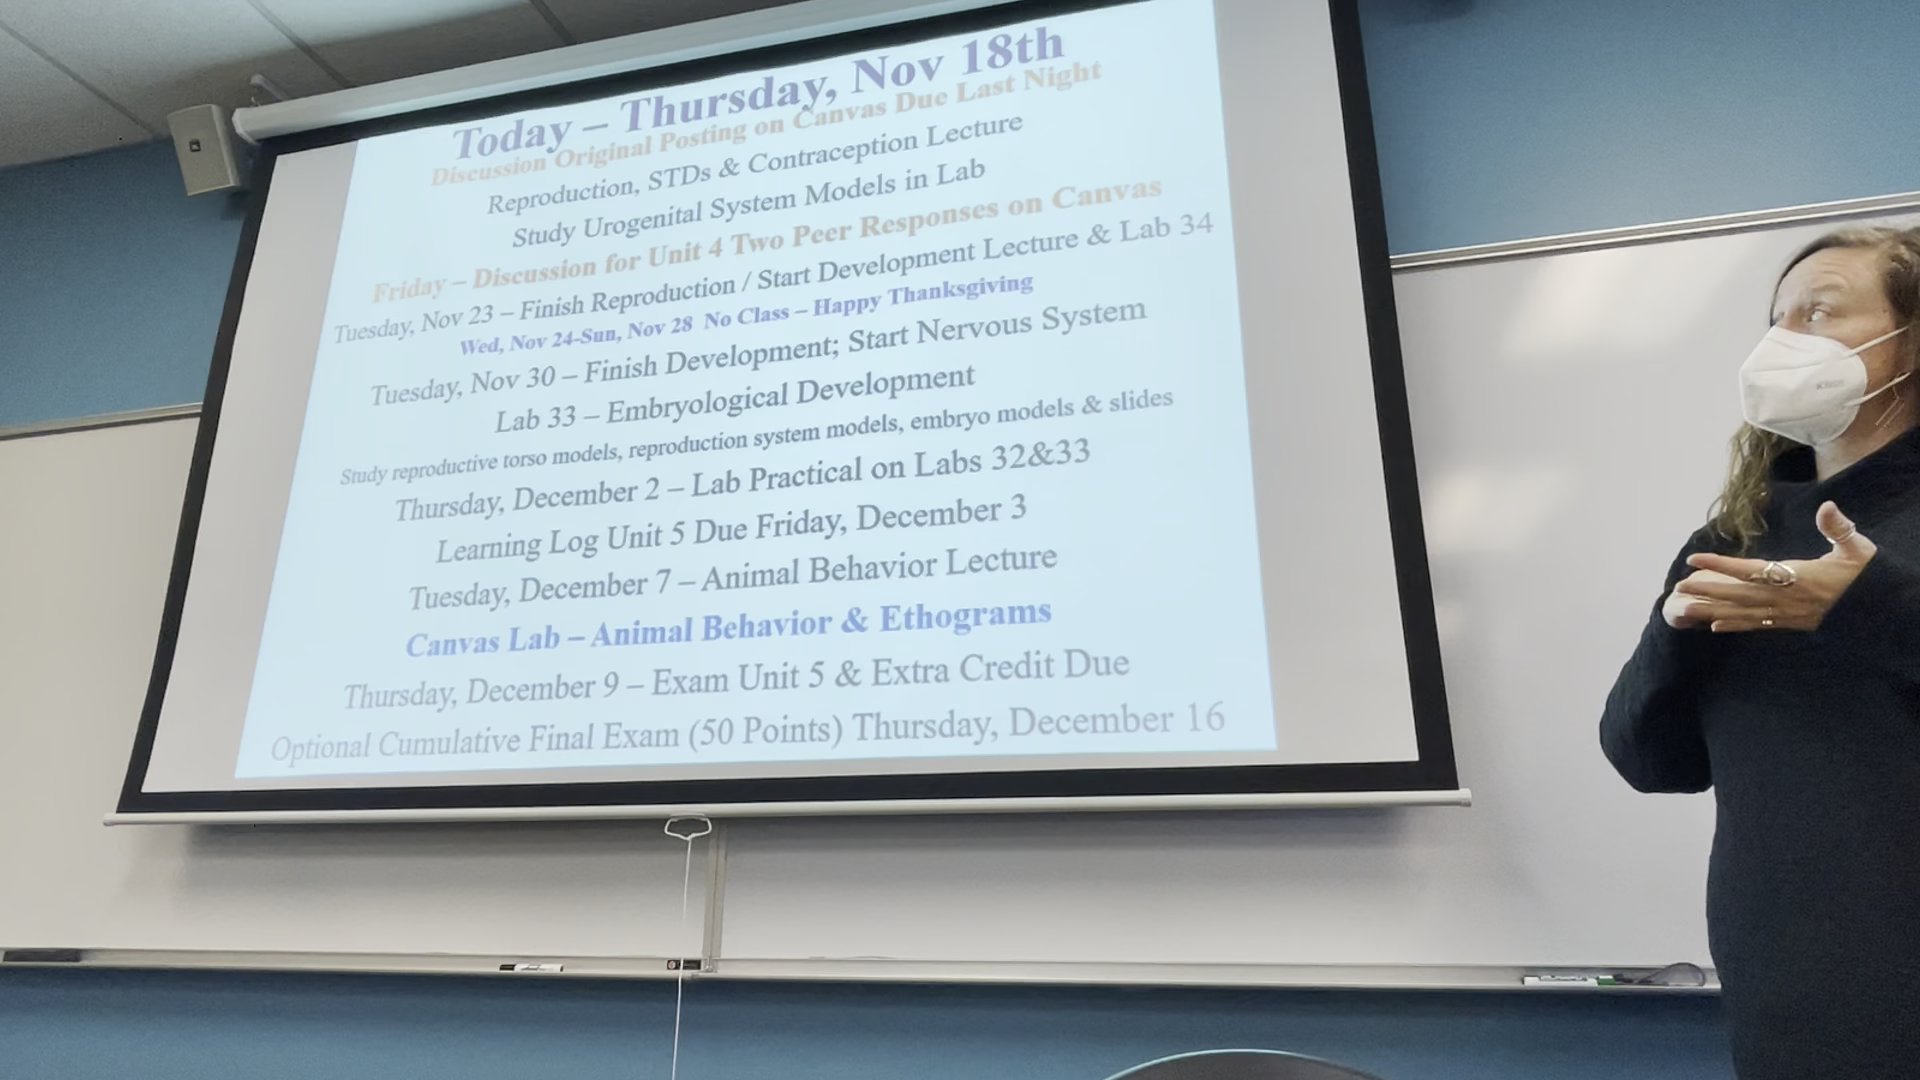 Today – Thursday, Nov 18th
Discussion Original Posting on Canvas Due Last Night
Reproduction, STDs & Contraception Lecture
Study Urogenital System Models in Lab
Friday – Discussion for Unit 4 Two Peer Responses on Canvas
Tuesday, Nov 23 – Finish Reproduction / Start Development Lecture & Lab 34
Wed, Nov 24-Sun, Nov 28 No Class – Happy Thanksgiving
Tuesday, Nov 30 – Finish Development; Start Nervous System
Lab 33 – Embryological Development
Study reproductive torso models, reproduction system models, embryo models & slides
Thursday, December 2 – Lab Practical on Labs 32&33
Learning Log Unit 5 Due Friday, December 3
Tuesday, December 7 – Animal Behavior Lecture
Canvas Lab – Animal Behavior & Ethograms
Thursday, December 9 – Exam Unit 5 & Extra Credit Due
Optional Cumulative Final Exam (50 Points) Thursday, December 16